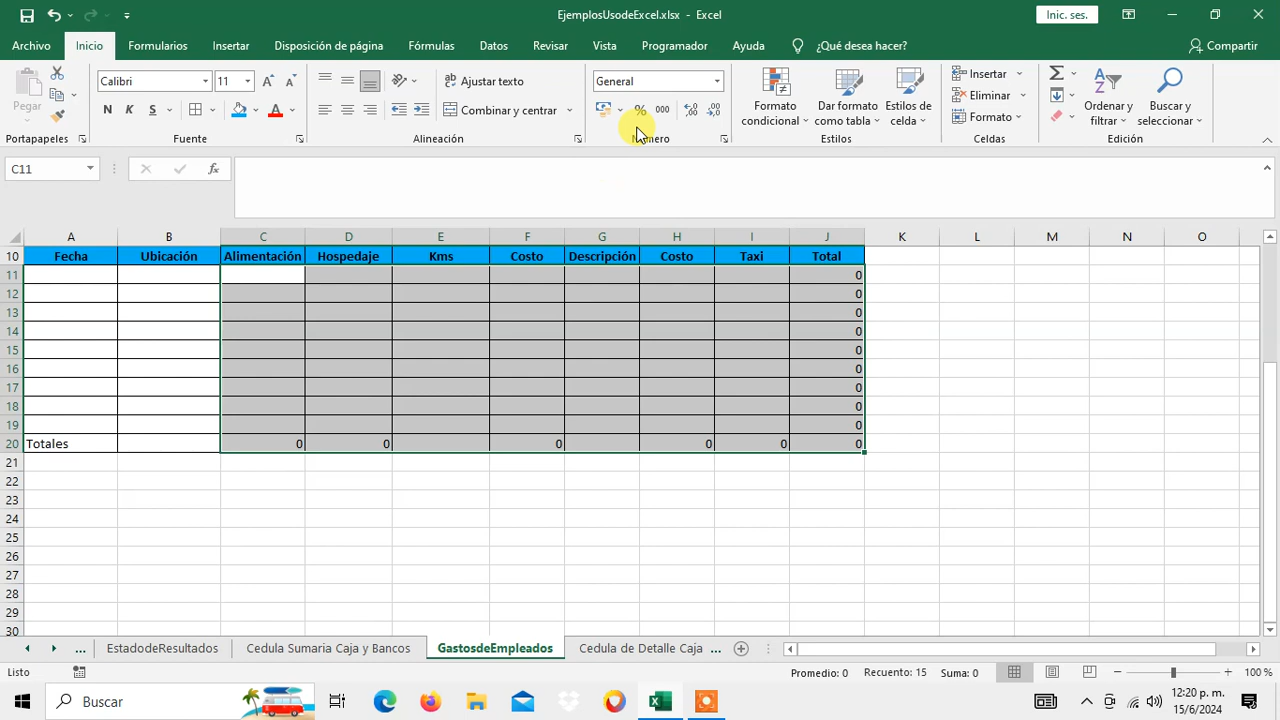 EjemplosUsodeExcel.xlsx - Excel
Inic. ses.
Archivo Inicio Formularios Insertar Disposición de página Fórmulas Datos Revisar Vista Programador Ayuda ¿Qué desea hacer? Compartir
Pegar
Calibri 11
N K S
Ajustar texto
Combinar y centrar
General
% 000
Formato condicional
Dar formato como tabla
Estilos de celda
Insertar
Eliminar
Formato
Ordenar y filtrar
Buscar y seleccionar
Portapapeles Fuente Alineación Número Estilos Celdas Edición
C11 fx
A B C D E F G H I J K L M N O
10 Fecha Ubicación Alimentación Hospedaje Kms Costo Descripción Costo Taxi Total
11 0
12 0
13 0
14 0
15 0
16 0
17 0
18 0
19 0
20 Totales 0 0 0 0 0 0
21
22
23
24
25
26
27
28
29
30
... EstadodeResultados Cedula Sumaria Caja y Bancos GastosdeEmpleados Cedula de Detalle Caja ...
Listo Promedio: 0 Recuento: 15 Suma: 0 100 %
Buscar
12:20 p. m.
15/6/2024